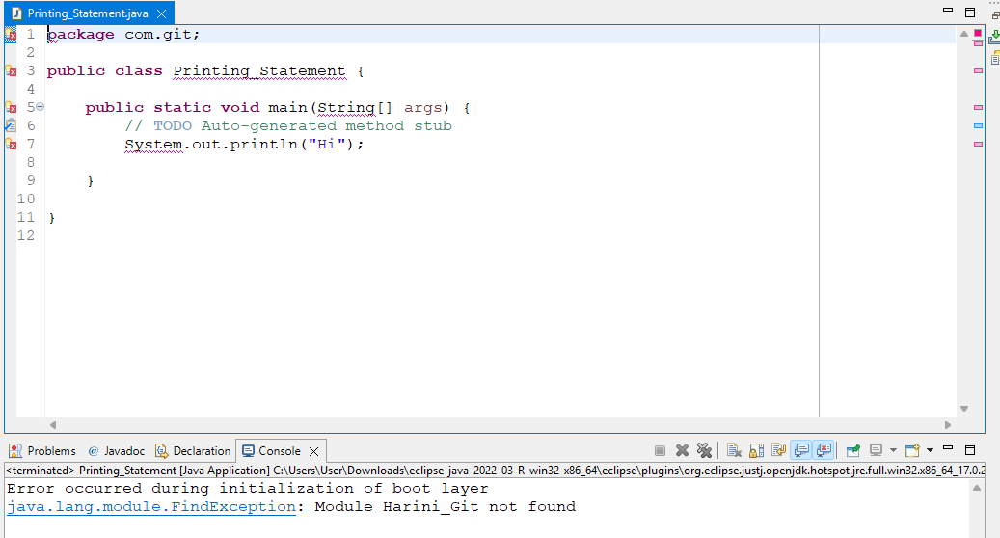 Printing_Statement.java
1 package com.git;
2
3 public class Printing_Statement {
4
5 public static void main(String[] args) {
6 // TODO Auto-generated method stub
7 System.out.println("Hi");
8
9 }
10
11 }
12
Problems @ Javadoc Declaration Console
<terminated> Printing_Statement [Java Application] C:\Users\User\Downloads\eclipse-java-2022-03-R-win32-x86_64\eclipse\plugins\org.eclipse.justj.openjdk.hotspot.jre.full.win32.x86_64_17.0.2
Error occurred during initialization of boot layer
java.lang.module.FindException: Module Harini_Git not found